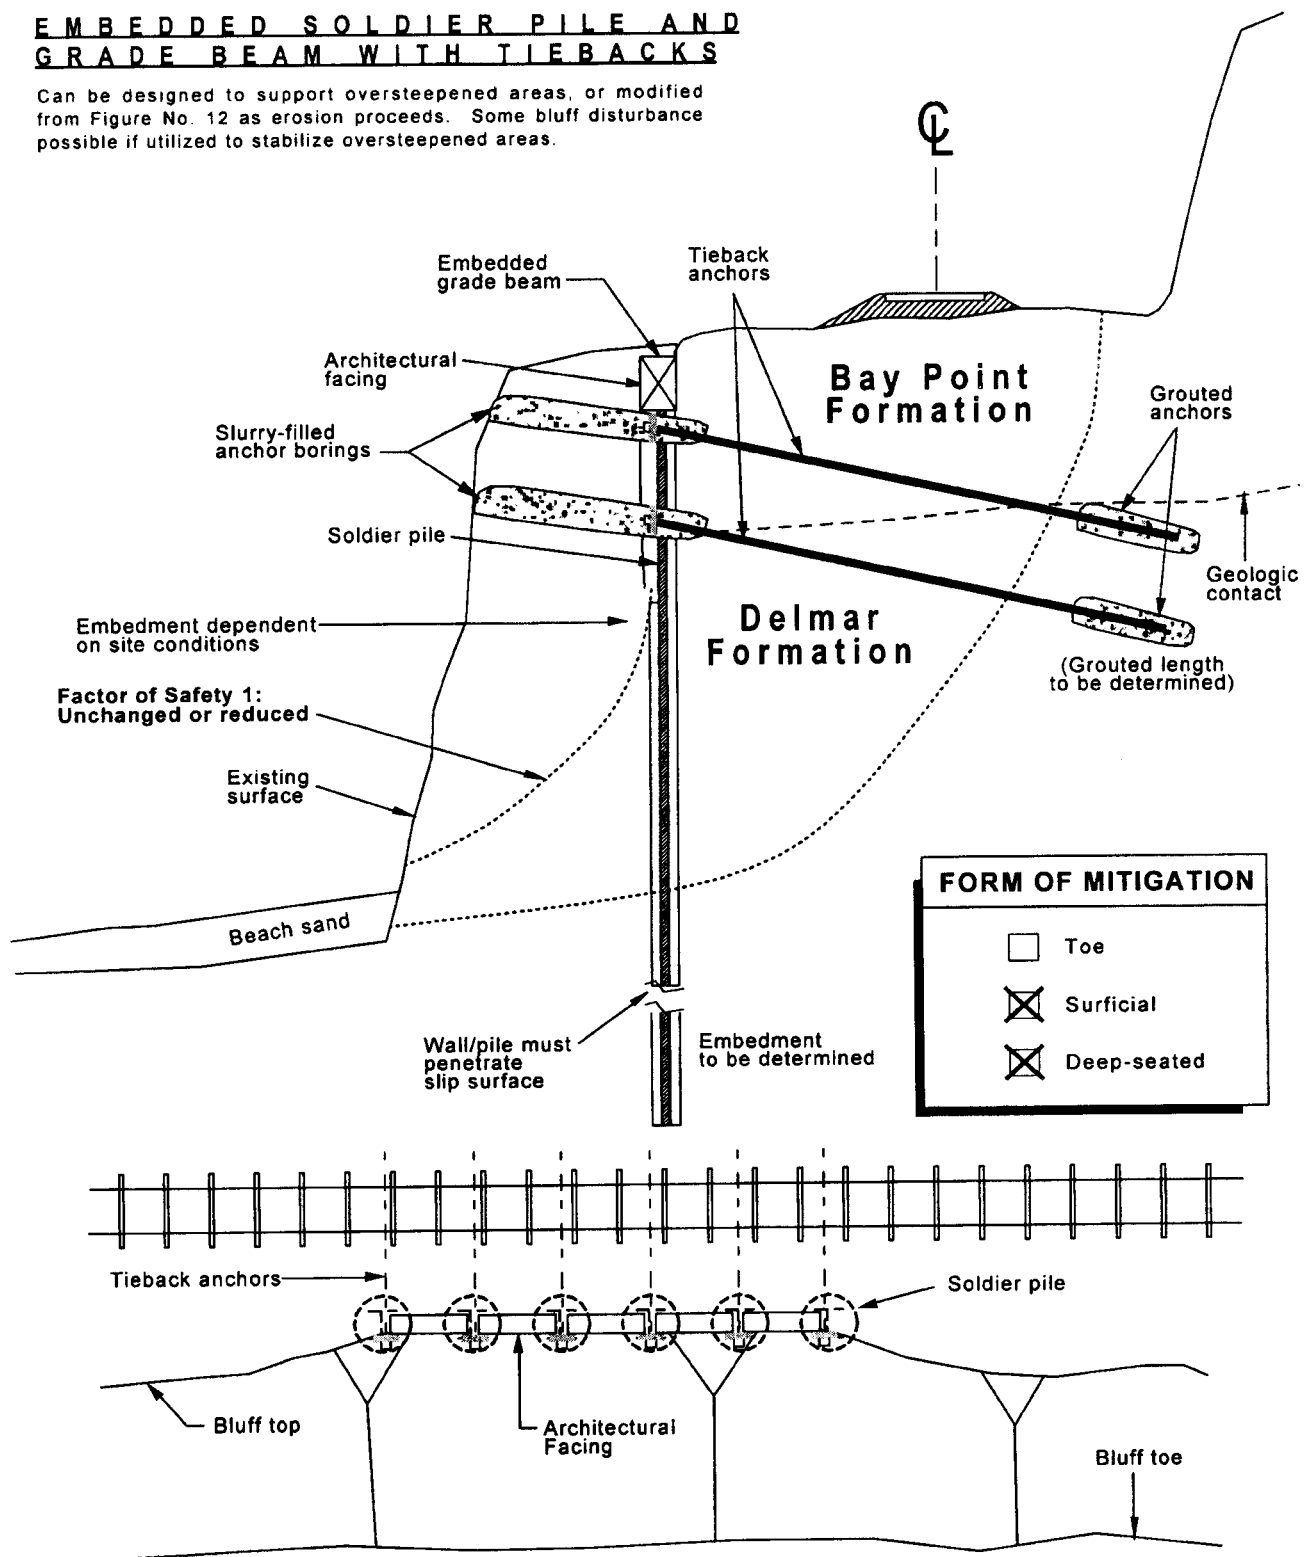 EMBEDDED SOLDIER PILE AND
GRADE BEAM WITH TIEBACKS
Can be designed to support oversteepened areas, or modified
from Figure No. 12 as erosion proceeds. Some bluff disturbance
possible if utilized to stabilize oversteepened areas.
CL
Embedded
grade beam
Tieback
anchors
Architectural
facing
Bay Point
Formation
Grouted
anchors
Slurry-filled
anchor borings
Soldier pile
Geologic
contact
Embedment dependent
on site conditions
Delmar
Formation
(Grouted length
to be determined)
Factor of Safety 1:
Unchanged or reduced
Existing
surface
Beach sand
FORM OF MITIGATION
Toe
Surficial
Deep-seated
Wall/pile must
penetrate
slip surface
Embedment
to be determined
Tieback anchors
Soldier pile
Bluff top
Architectural
Facing
Bluff toe